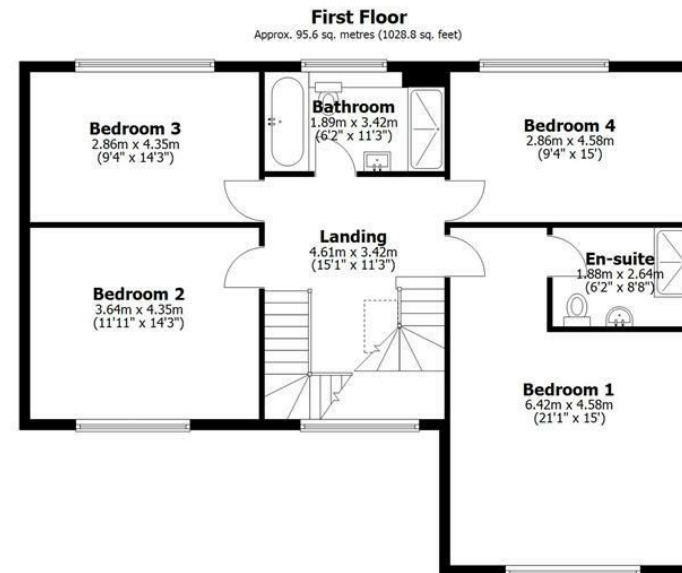 First Floor
Approx. 95.6 sq. metres (1028.8 sq. feet)
Bedroom 3
2.86m x 4.35m
(9'4" x 14'3")
Bathroom
1.89m x 3.42m
(6'2" x 11'3")
Bedroom 4
2.86m x 4.58m
(9'4" x 15')
Landing
4.61m x 3.42m
(15'1" x 11'3")
En-suite
1.88m x 2.64m
(6'2" x 8'8")
Bedroom 2
3.64m x 4.35m
(11'11" x 14'3")
Bedroom 1
6.42m x 4.58m
(21'1" x 15')